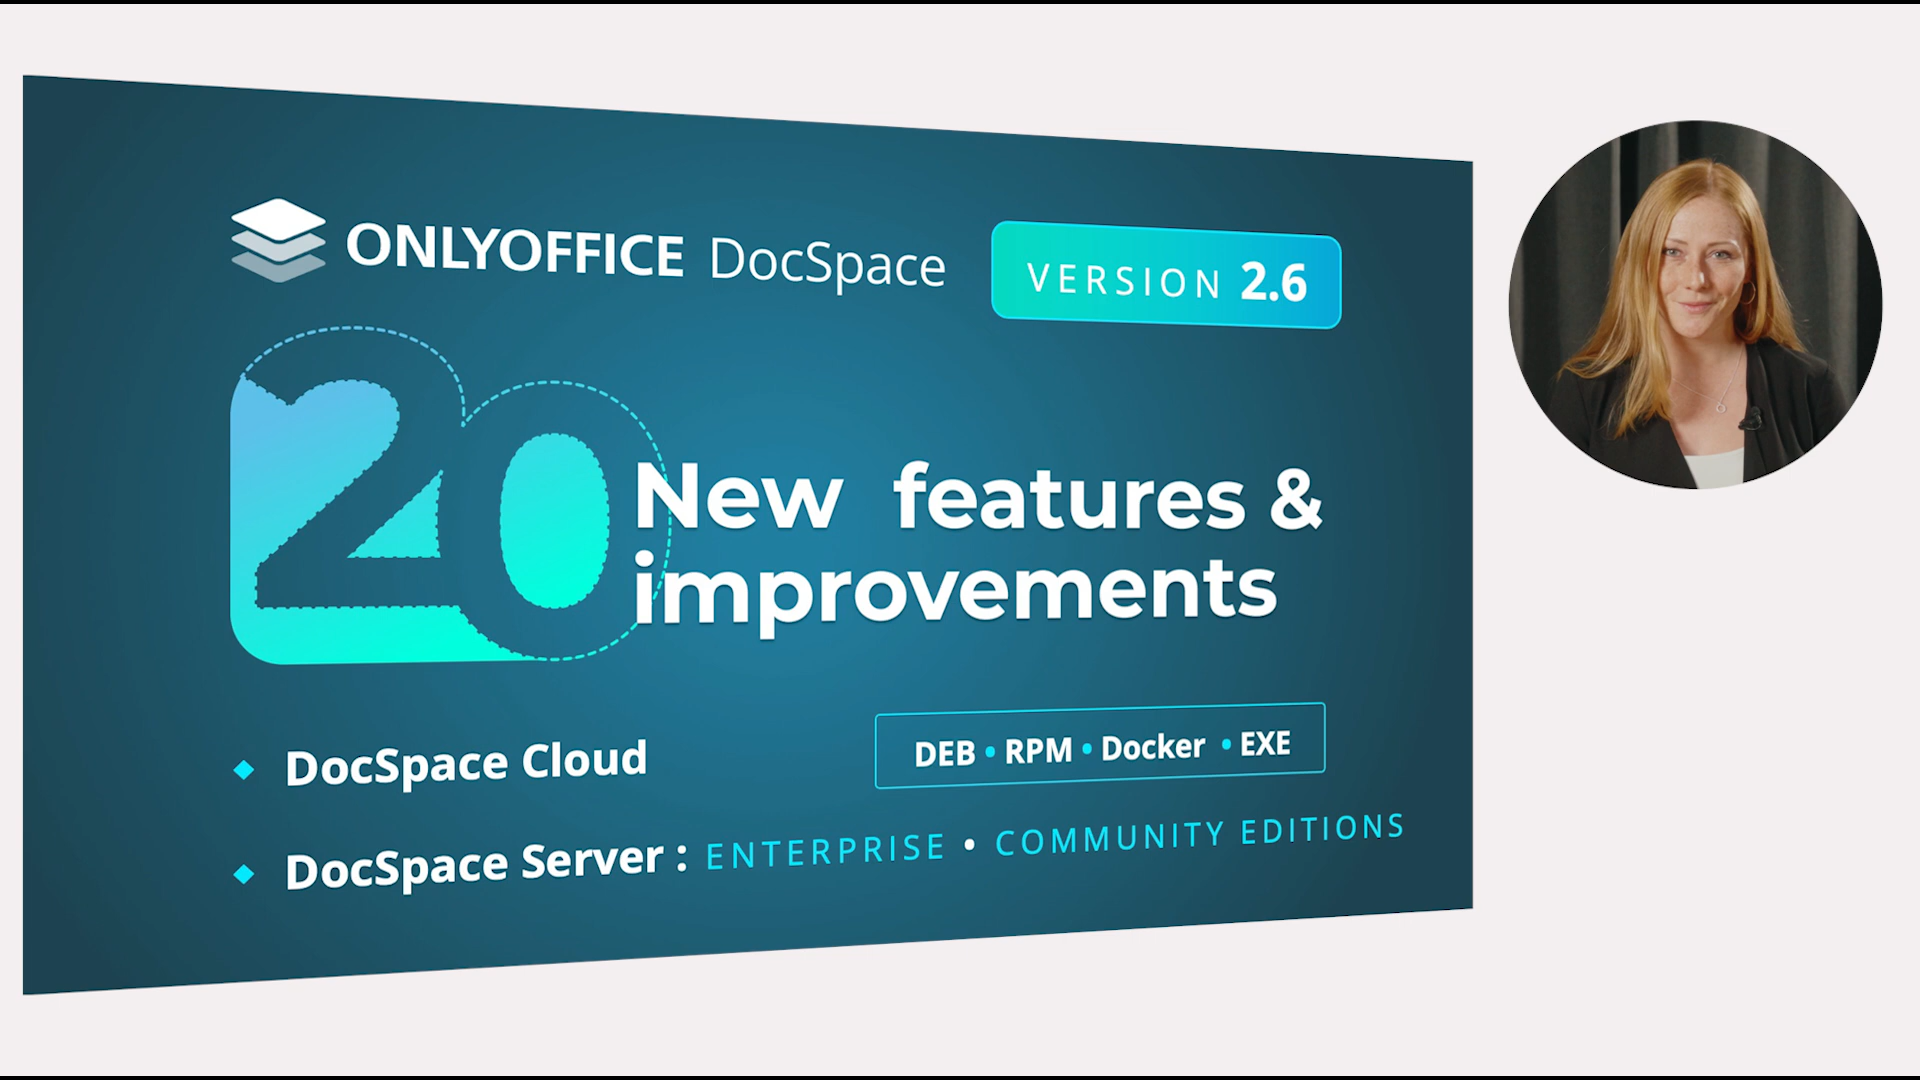 ONLYOFFICE DocSpace
VERSION 2.6
20
New features &
improvements
DocSpace Cloud
DEB • RPM • Docker • EXE
DocSpace Server : ENTERPRISE • COMMUNITY EDITIONS